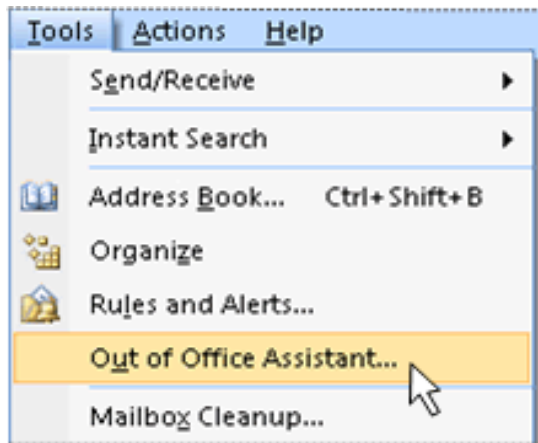 Tools Actions Help
Send/Receive
Instant Search
Address Book... Ctrl+Shift+B
Organize
Rules and Alerts...
Out of Office Assistant...
Mailbox Cleanup...